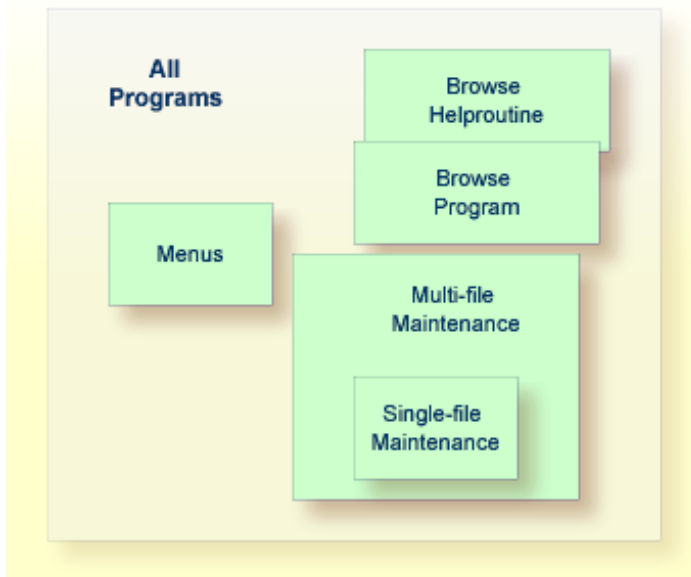 All
Programs
Browse
Helproutine
Browse
Program
Menus
Multi-file
Maintenance
Single-file
Maintenance